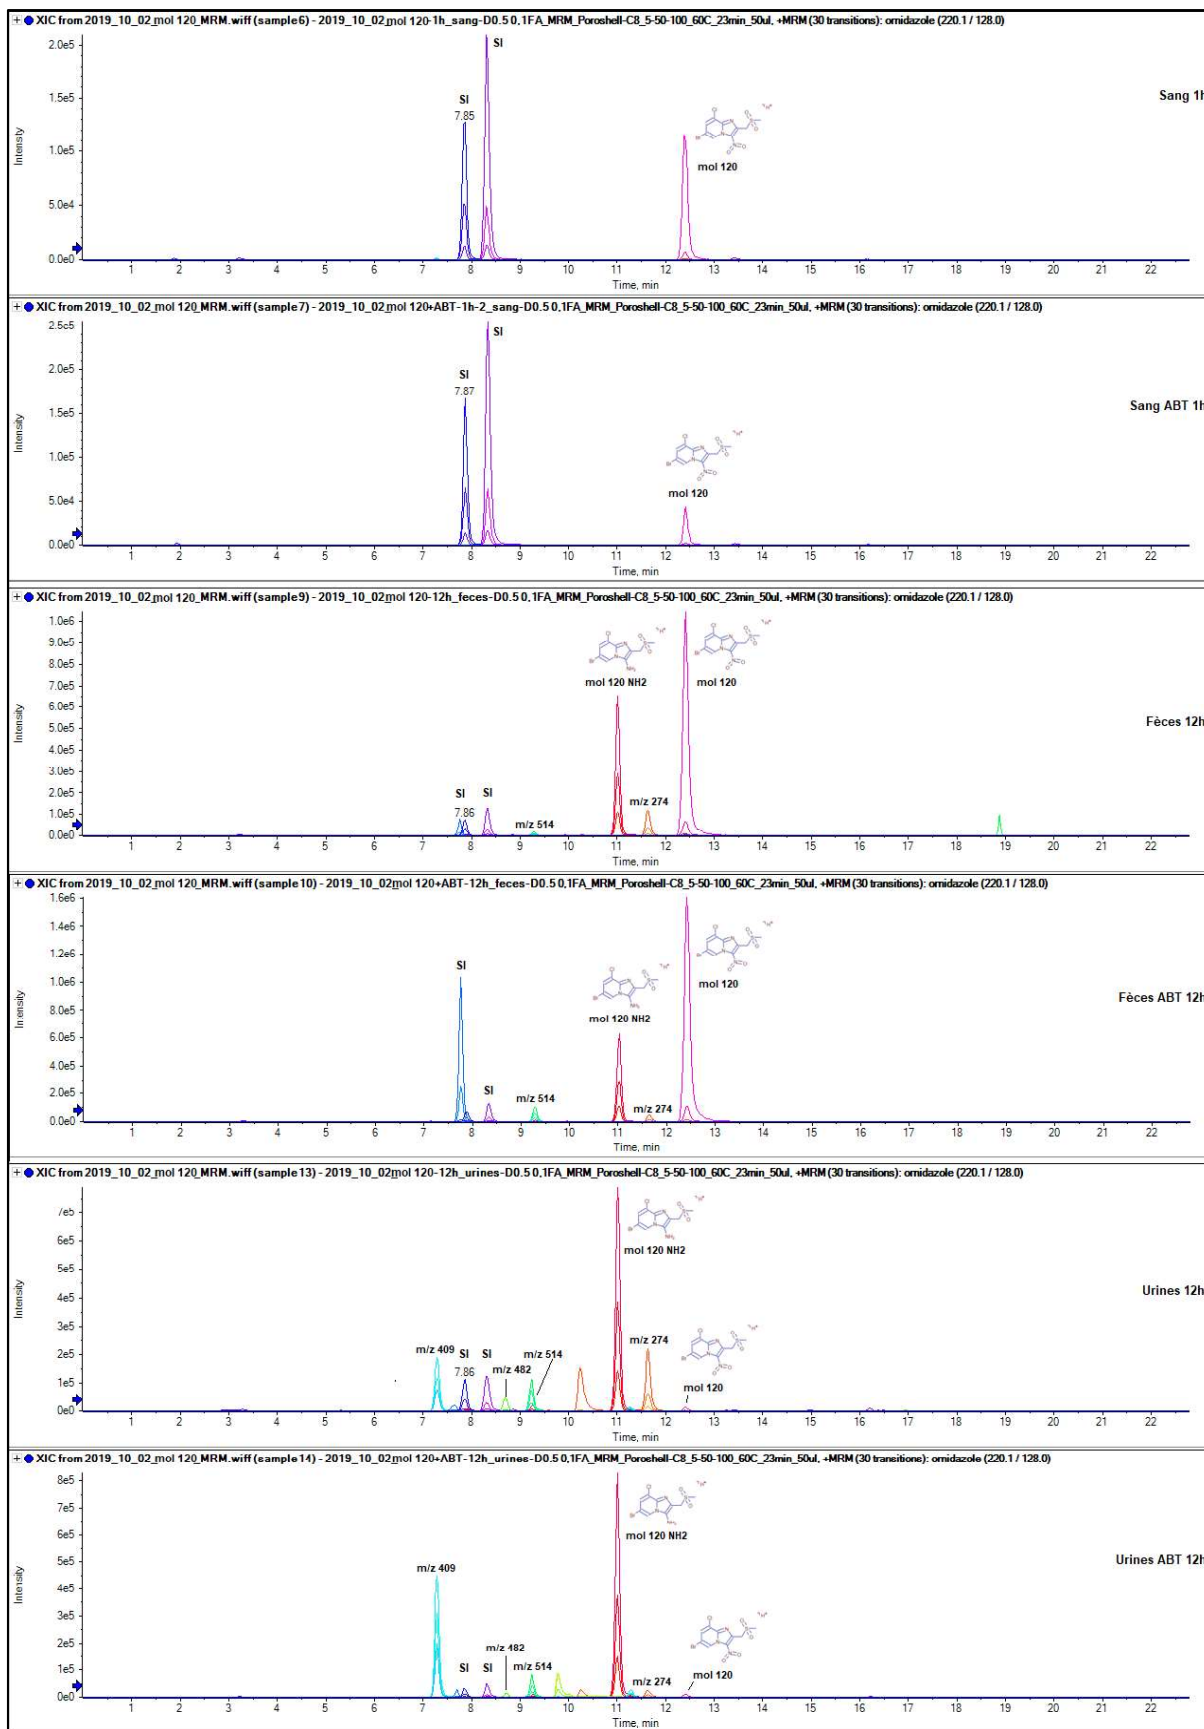 XIC from 2019_10_02_mol 120_MRM.wiff (sample 6) - 2019_10_02_mol 120-1h_sang-D0.5 0,1FA_MRM_Poroshell-C8_5-50-100_60C_23min_50ul, +MRM (30 transitions): ornidazole (220.1 / 128.0)
2.0e5
1.5e5
1.0e5
5.0e4
0.0e0
Intensity
SI
7.85
SI
mol 120
Sang 1h
1 2 3 4 5 6 7 8 9 10 11 12 13 14 15 16 17 18 19 20 21 22
Time, min
XIC from 2019_10_02_mol 120_MRM.wiff (sample 7) - 2019_10_02_mol 120+ABT-1h-2_sang-D0.5 0,1FA_MRM_Poroshell-C8_5-50-100_60C_23min_50ul, +MRM (30 transitions): ornidazole (220.1 / 128.0)
2.5e5
2.0e5
1.5e5
1.0e5
5.0e4
0.0e0
Intensity
SI
7.87
SI
mol 120
Sang ABT 1h
1 2 3 4 5 6 7 8 9 10 11 12 13 14 15 16 17 18 19 20 21 22
Time, min
XIC from 2019_10_02_mol 120_MRM.wiff (sample 9) - 2019_10_02_mol 120-12h_feces-D0.5 0,1FA_MRM_Poroshell-C8_5-50-100_60C_23min_50ul, +MRM (30 transitions): ornidazole (220.1 / 128.0)
1.0e6
9.0e5
8.0e5
7.0e5
6.0e5
5.0e5
4.0e5
3.0e5
2.0e5
1.0e5
0.0e0
Intensity
SI
7.86
SI
m/z 514
mol 120 NH2
m/z 274
mol 120
Fèces 12h
1 2 3 4 5 6 7 8 9 10 11 12 13 14 15 16 17 18 19 20 21 22
Time, min
XIC from 2019_10_02_mol 120_MRM.wiff (sample 10) - 2019_10_02_mol 120+ABT-12h_feces-D0.5 0,1FA_MRM_Poroshell-C8_5-50-100_60C_23min_50ul, +MRM (30 transitions): ornidazole (220.1 / 128.0)
1.6e6
1.4e6
1.2e6
1.0e6
8.0e5
6.0e5
4.0e5
2.0e5
0.0e0
Intensity
SI
SI
m/z 514
mol 120 NH2
m/z 274
mol 120
Fèces ABT 12h
1 2 3 4 5 6 7 8 9 10 11 12 13 14 15 16 17 18 19 20 21 22
Time, min
XIC from 2019_10_02_mol 120_MRM.wiff (sample 13) - 2019_10_02_mol 120-12h_urines-D0.5 0,1FA_MRM_Poroshell-C8_5-50-100_60C_23min_50ul, +MRM (30 transitions): ornidazole (220.1 / 128.0)
7e5
6e5
5e5
4e5
3e5
2e5
1e5
0e0
Intensity
m/z 409
SI
7.86
SI
m/z 482
m/z 514
mol 120 NH2
m/z 274
mol 120
Urines 12h
1 2 3 4 5 6 7 8 9 10 11 12 13 14 15 16 17 18 19 20 21 22
Time, min
XIC from 2019_10_02_mol 120_MRM.wiff (sample 14) - 2019_10_02_mol 120+ABT-12h_urines-D0.5 0,1FA_MRM_Poroshell-C8_5-50-100_60C_23min_50ul, +MRM (30 transitions): ornidazole (220.1 / 128.0)
8e5
7e5
6e5
5e5
4e5
3e5
2e5
1e5
0e0
Intensity
m/z 409
SI
SI
m/z 482
m/z 514
mol 120 NH2
m/z 274
mol 120
Urines ABT 12h
1 2 3 4 5 6 7 8 9 10 11 12 13 14 15 16 17 18 19 20 21 22
Time, min